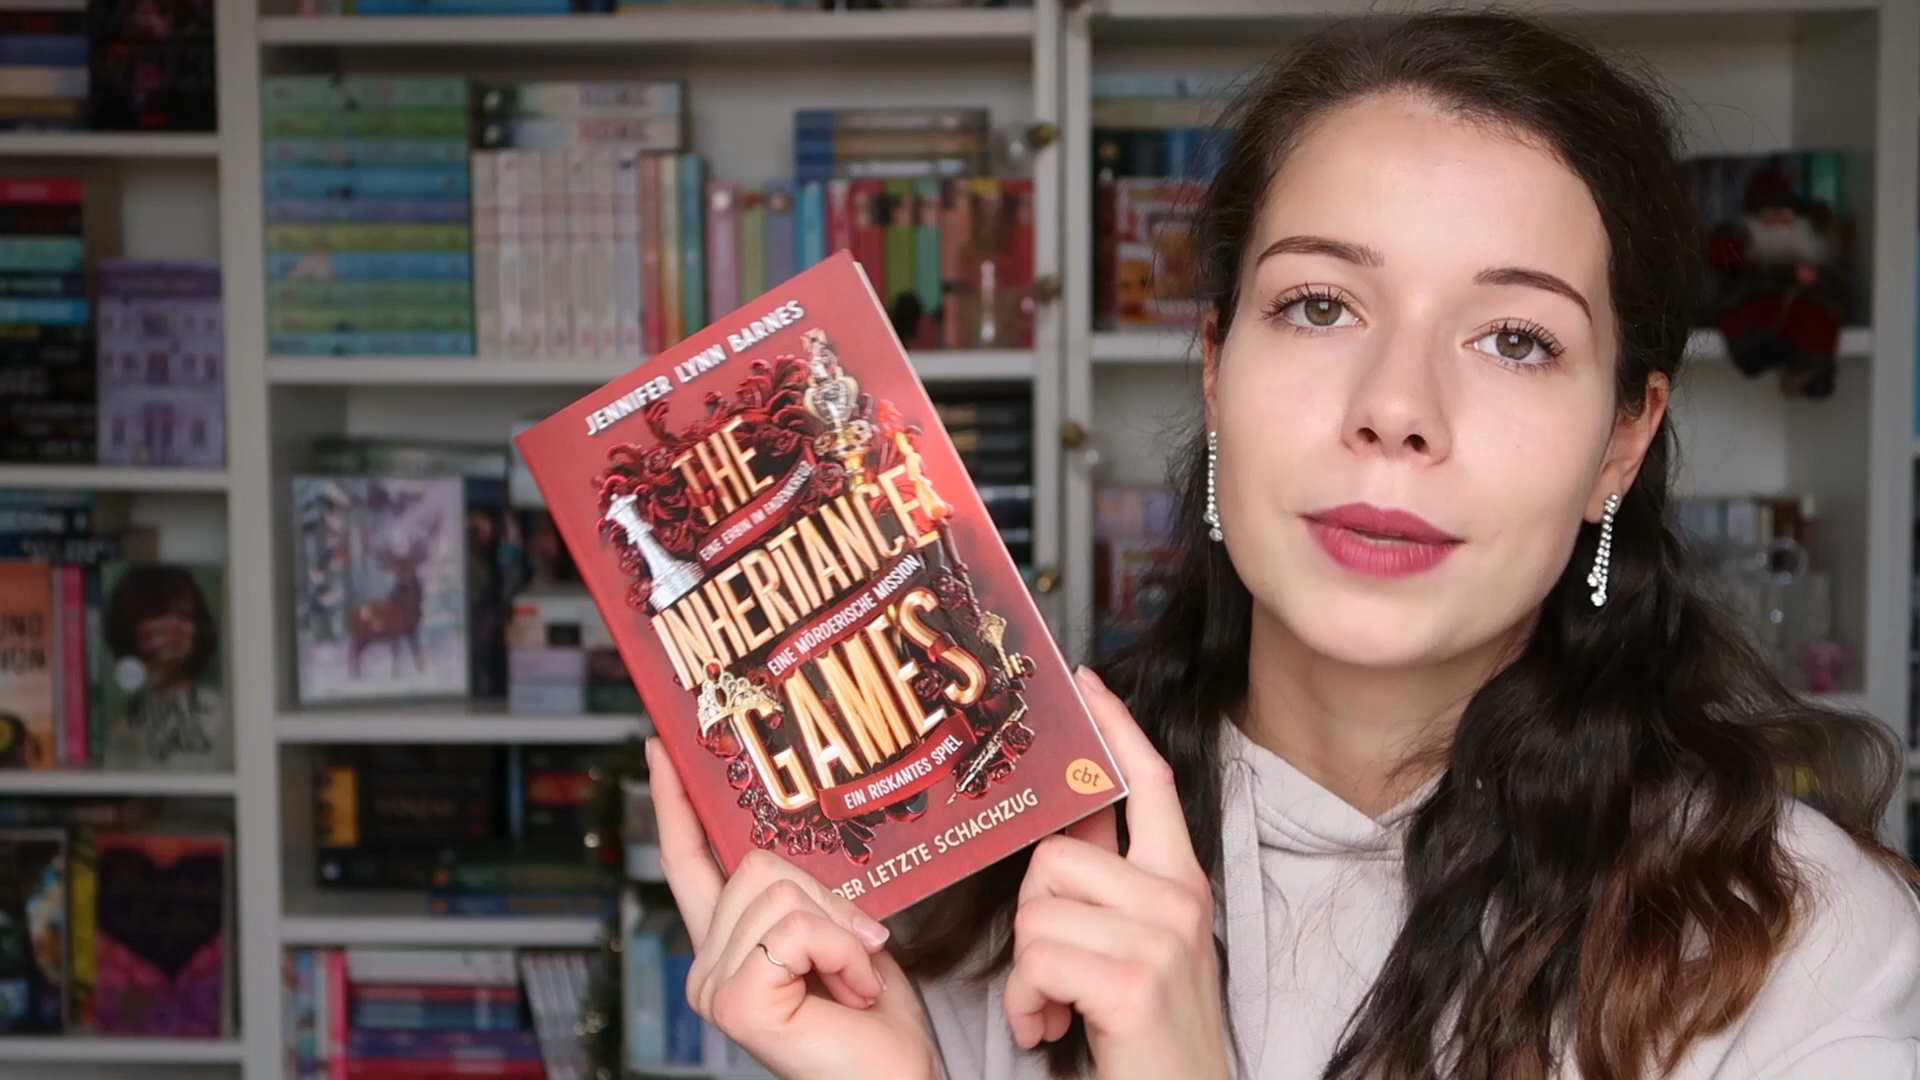 JENNIFER LYNN BARNES
THE
EINE ERBIN IM ERDENKLOR
INHERITANCE
EINE MÖRDERISCHE MISSION
GAMES
EIN RISKANTES SPIEL
cbt
DER LETZTE SCHACHZUG